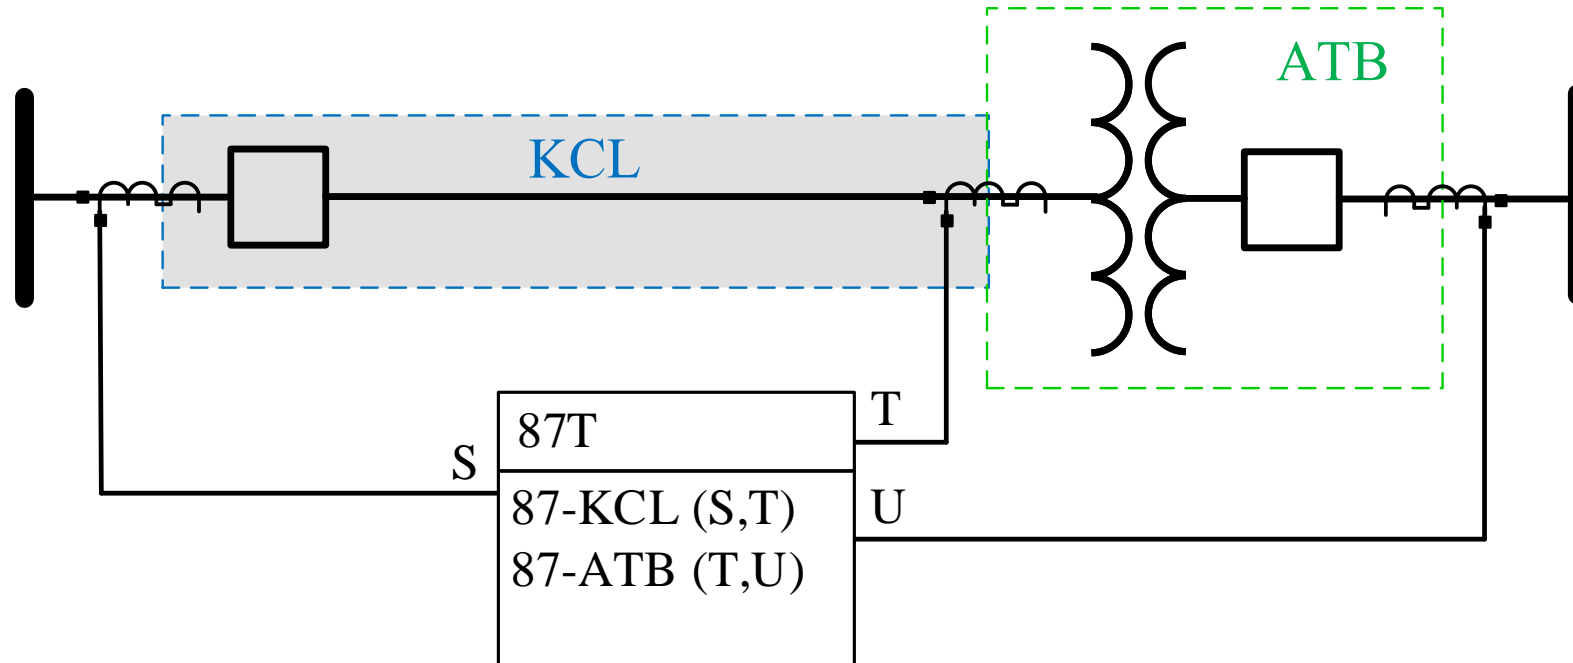 ATB
KCL
87T
T
S
87-KCL (S,T)
U
87-ATB (T,U)